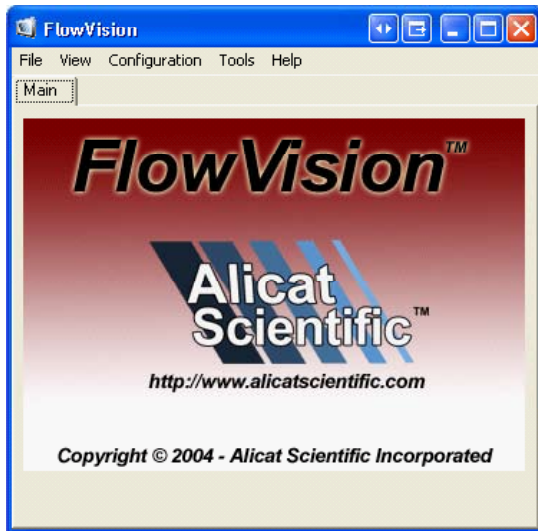 FlowVision
File View Configuration Tools Help
Main
FlowVision™
Alicat
Scientific™
http://www.alicatscientific.com
Copyright © 2004 - Alicat Scientific Incorporated